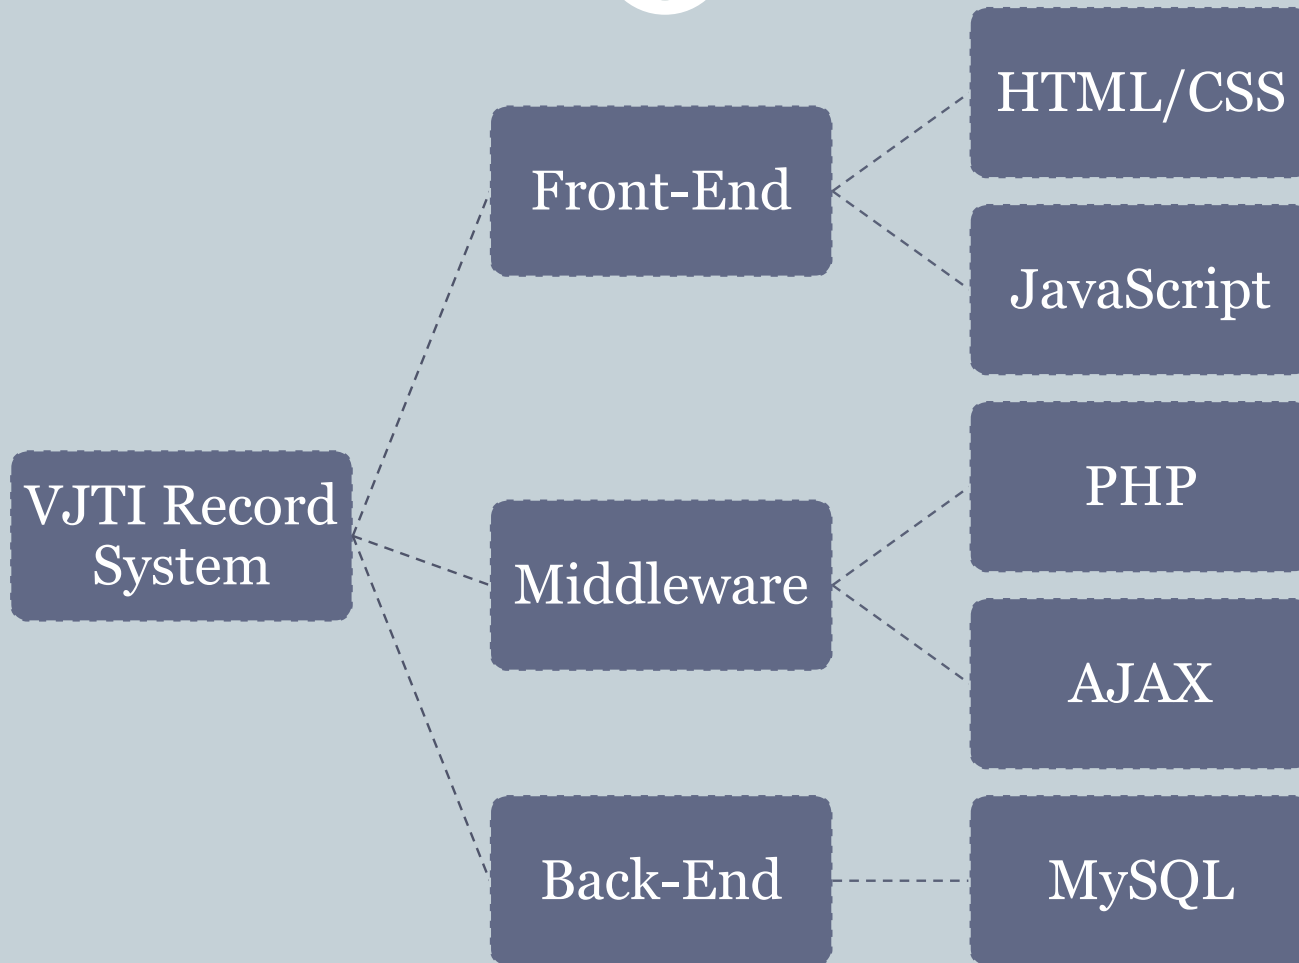 HTML/CSS
Front-End
JavaScript
VJTI Record
System
PHP
Middleware
AJAX
Back-End
MySQL